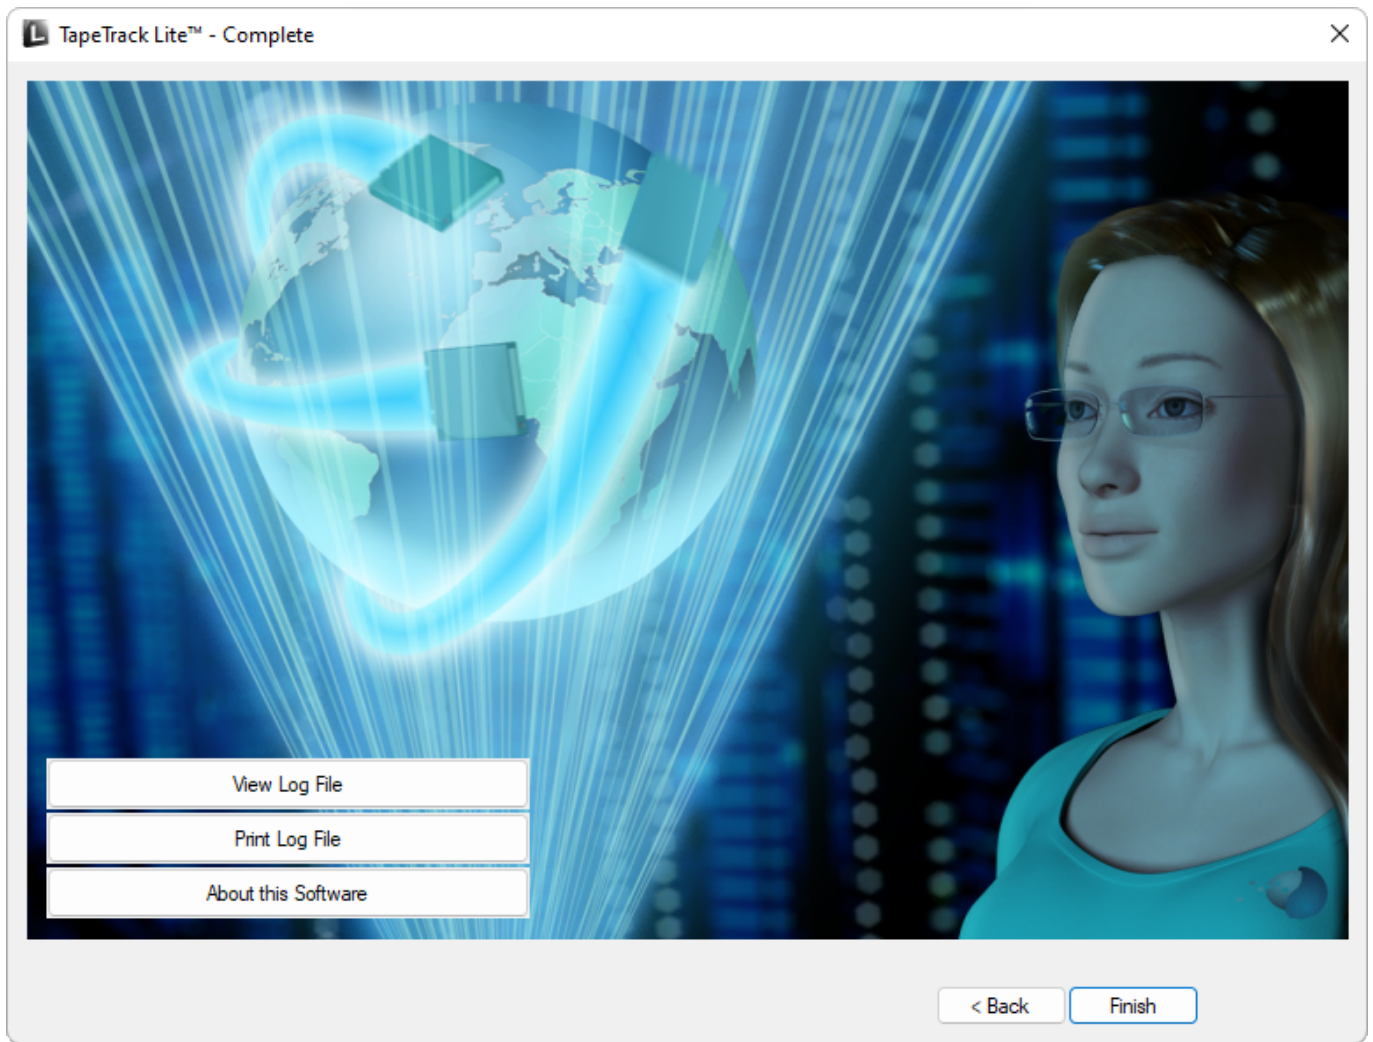 TapeTrack Lite™ - Complete
View Log File
Print Log File
About this Software
< Back
Finish